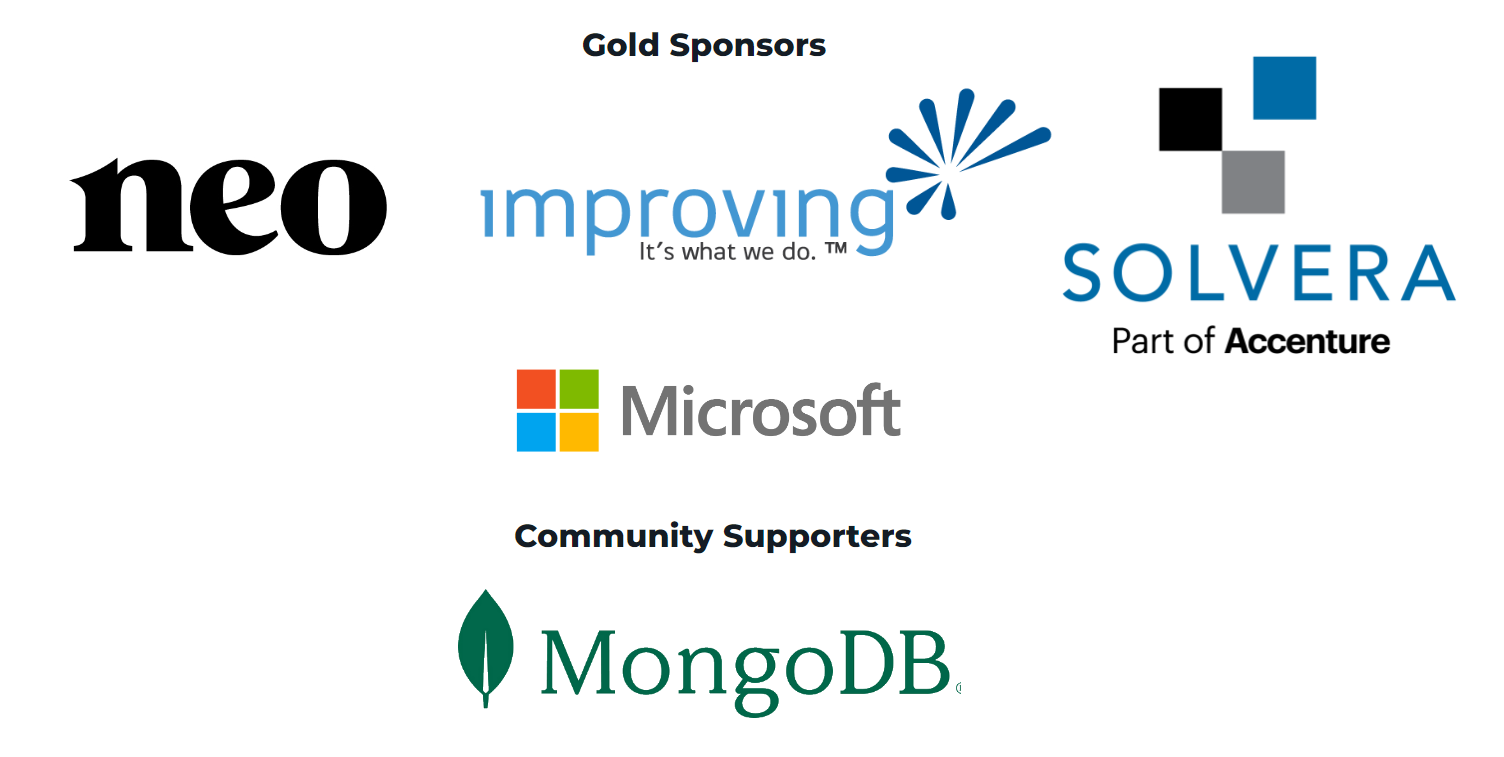 Gold Sponsors
neo
improving
It's what we do. ™
SOLVERA
Part of Accenture
Microsoft
Community Supporters
MongoDB®